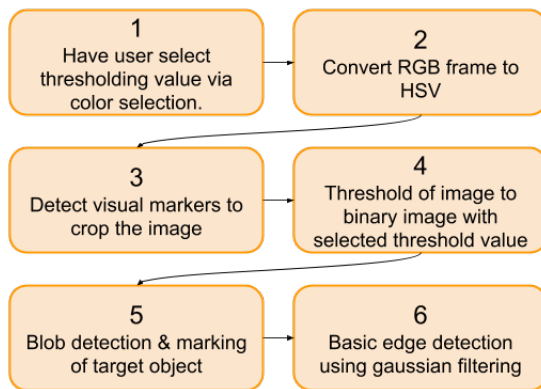 1
Have user select
thresholding value via
color selection.
2
Convert RGB frame to
HSV
3
Detect visual markers to
crop the image
4
Threshold of image to
binary image with
selected threshold value
5
Blob detection & marking
of target object
6
Basic edge detection
using gaussian filtering